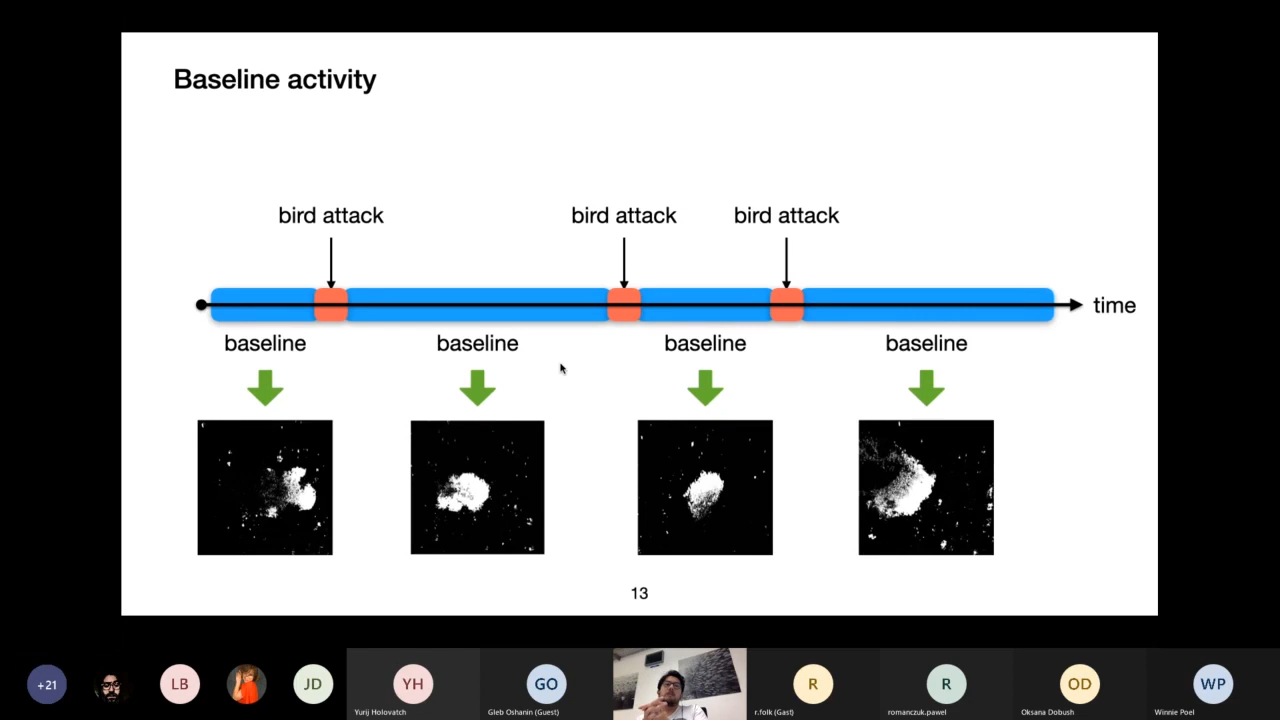 Baseline activity
bird attack
bird attack
bird attack
time
baseline
baseline
baseline
baseline
13
+21
LB
JD
YH
Yurij Holovatch
GO
Gleb Oshanin (Guest)
R
r.folk (Gast)
R
romanczuk.pawel
OD
Oksana Dobush
WP
Winnie Poel